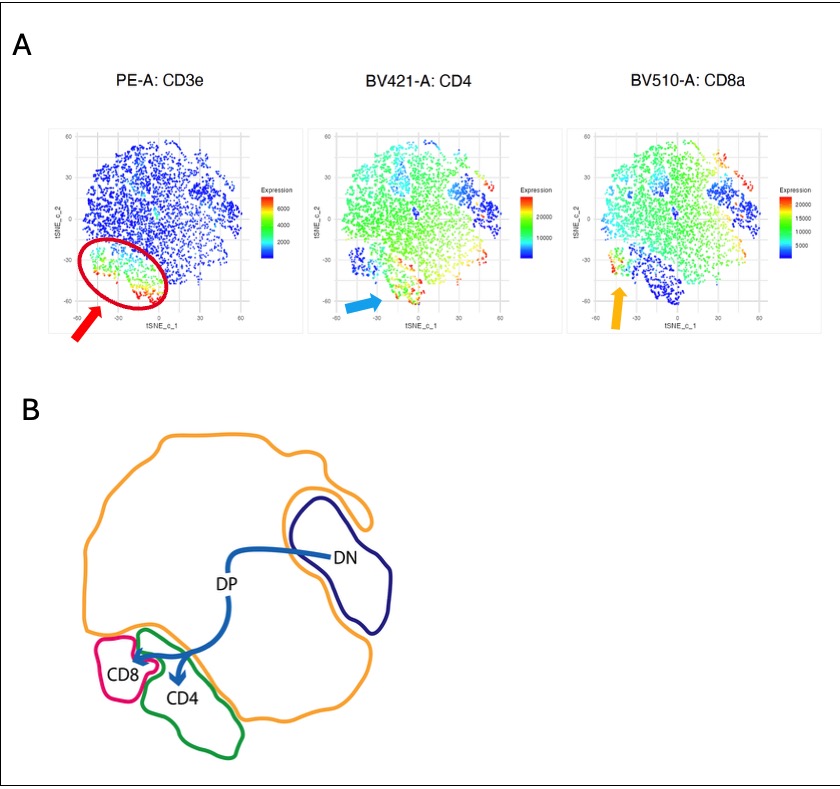 A
PE-A: CD3e
BV421-A: CD4
BV510-A: CD8a
60
30
0
-30
-60
tSNE_c_2
-60 -30 0 30 60
tSNE_c_1
Expression
6000
4000
2000
60
30
0
-30
-60
tSNE_c_2
-60 -30 0 30 60
tSNE_c_1
Expression
20000
10000
60
30
0
-30
-60
tSNE_c_2
-60 -30 0 30 60
tSNE_c_1
Expression
20000
15000
10000
5000
B
DN
DP
CD8
CD4